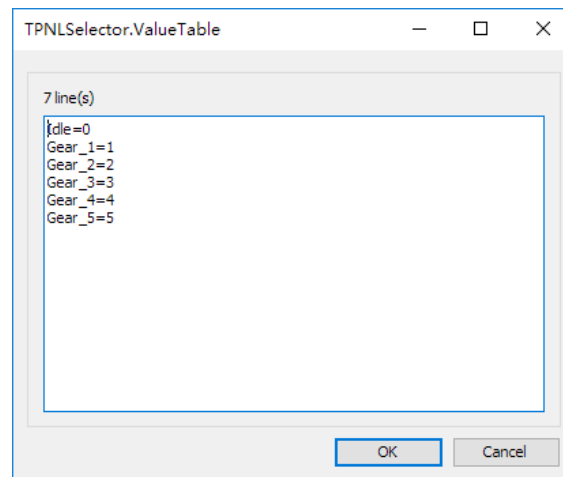 TPNLSelector.ValueTable
7 line(s)
Idle=0
Gear_1=1
Gear_2=2
Gear_3=3
Gear_4=4
Gear_5=5
OK
Cancel